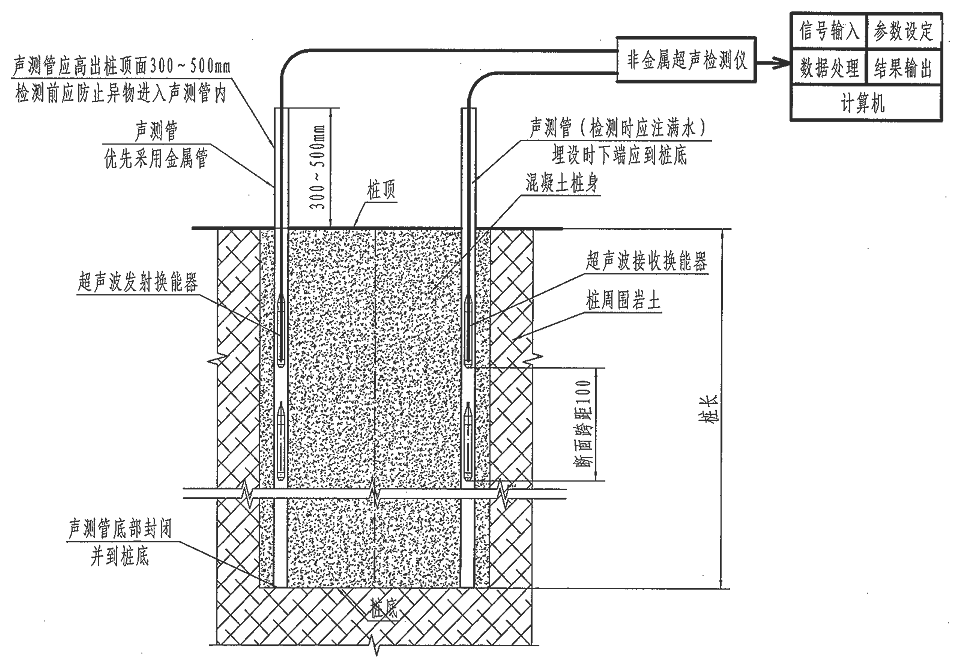 声测管应高出桩顶面300~500mm
检测前应防止异物进入声测管内
声测管
优先采用金属管
300~500mm
桩顶
非金属超声检测仪
信号输入 参数设定
数据处理 结果输出
计算机
声测管（检测时应注满水）
埋设时下端应到桩底
混凝土桩身
超声波发射换能器
超声波接收换能器
桩周围岩土
断面跨距100
桩长
声测管底部封闭
并到桩底
桩底